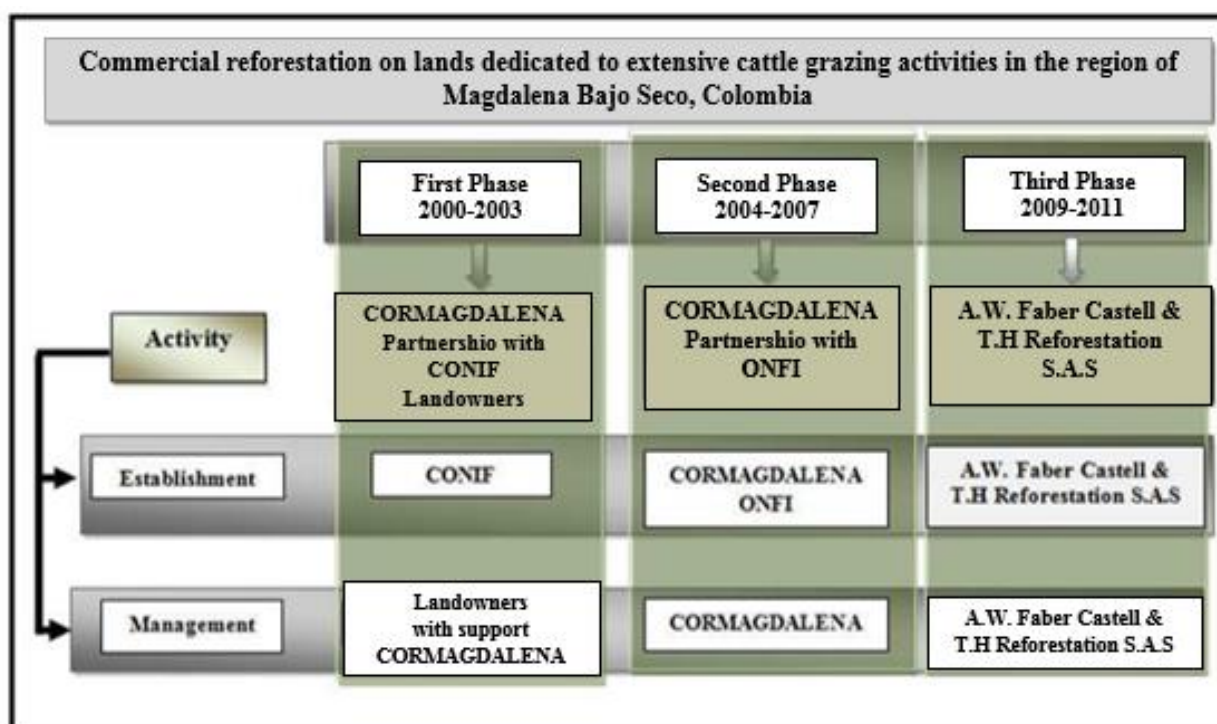 Commercial reforestation on lands dedicated to extensive cattle grazing activities in the region of
Magdalena Bajo Seco, Colombia
First Phase
2000-2003
Second Phase
2004-2007
Third Phase
2009-2011
Activity
CORMAGDALENA
Partnershio with
CONIF
Landowners
CORMAGDALENA
Partnershio with
ONFI
A.W. Faber Castell &
T.H Reforestation
S.A.S
Establishment
CONIF
CORMAGDALENA
ONFI
A.W. Faber Castell &
T.H Reforestation S.A.S
Management
Landowners
with support
CORMAGDALENA
CORMAGDALENA
A.W. Faber Castell &
T.H Reforestation S.A.S